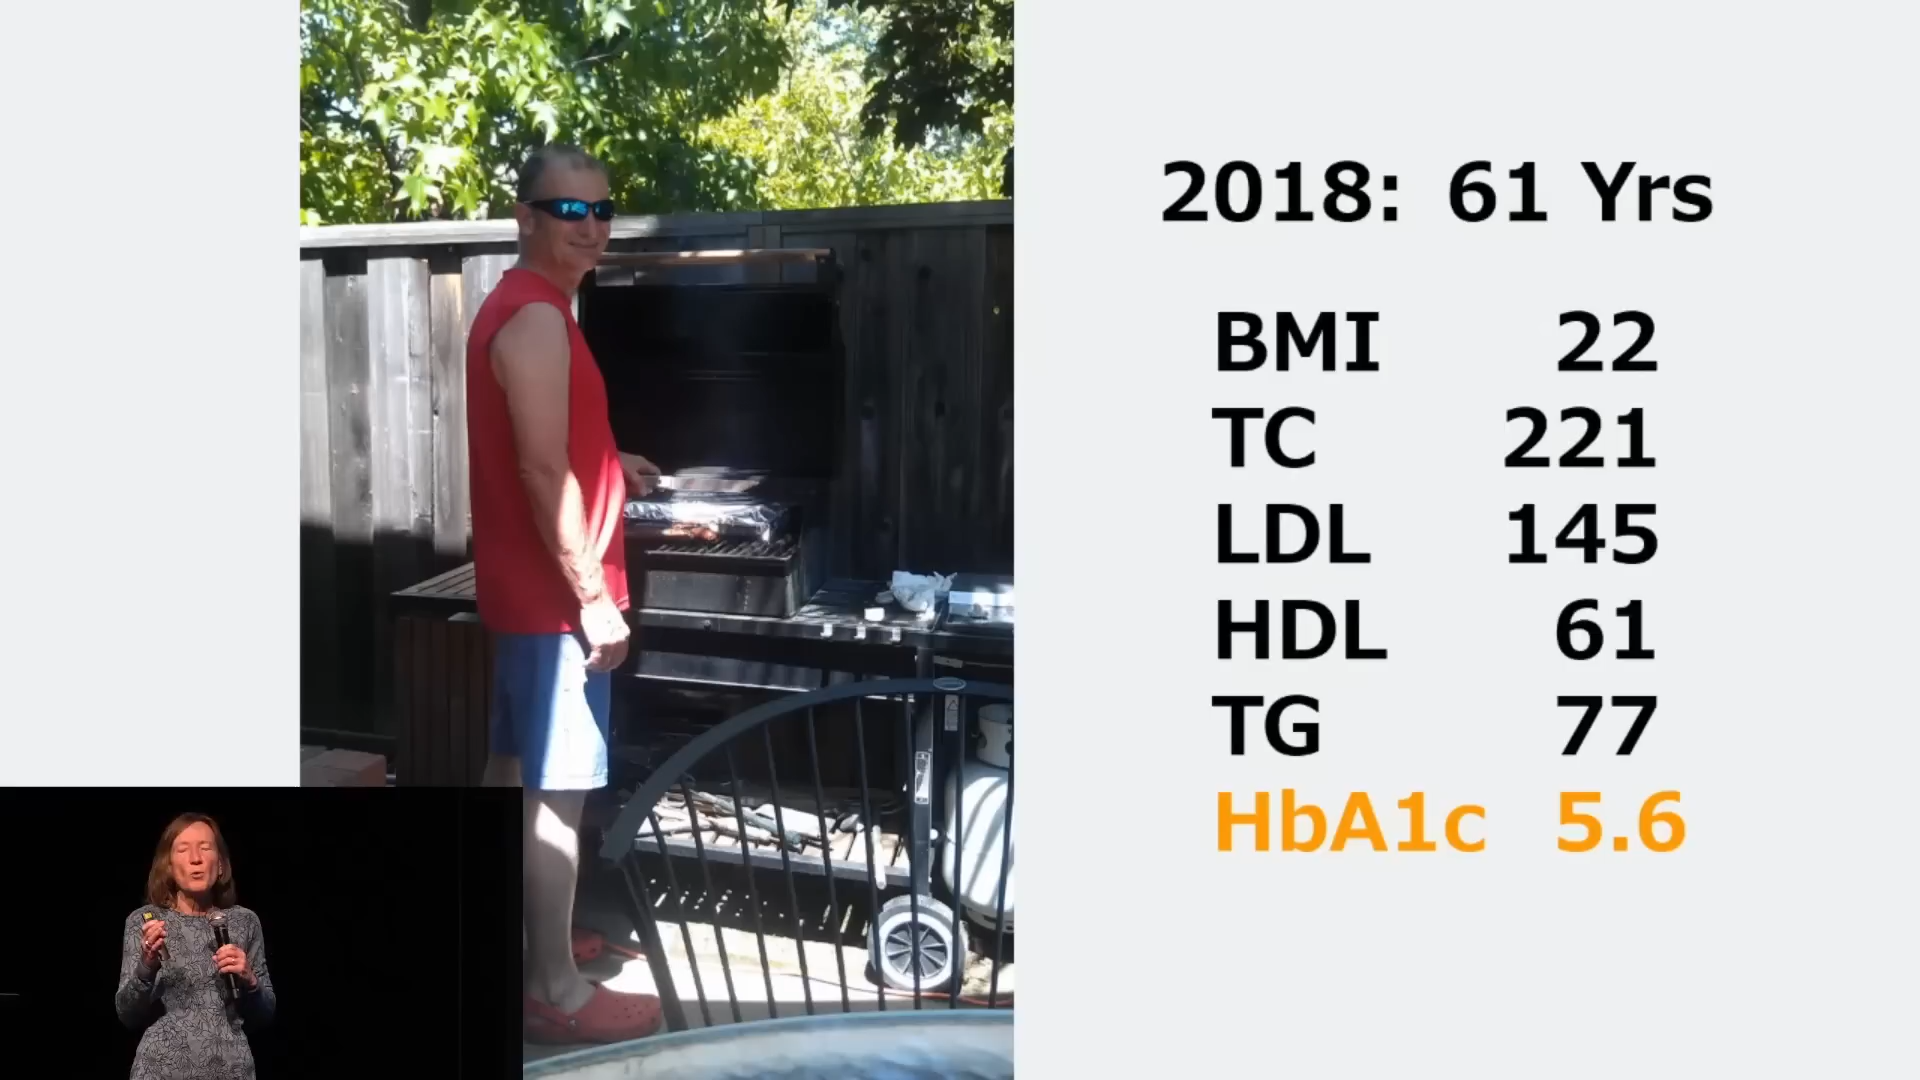 2018: 61 Yrs
BMI 22
TC 221
LDL 145
HDL 61
TG 77
HbA1c 5.6